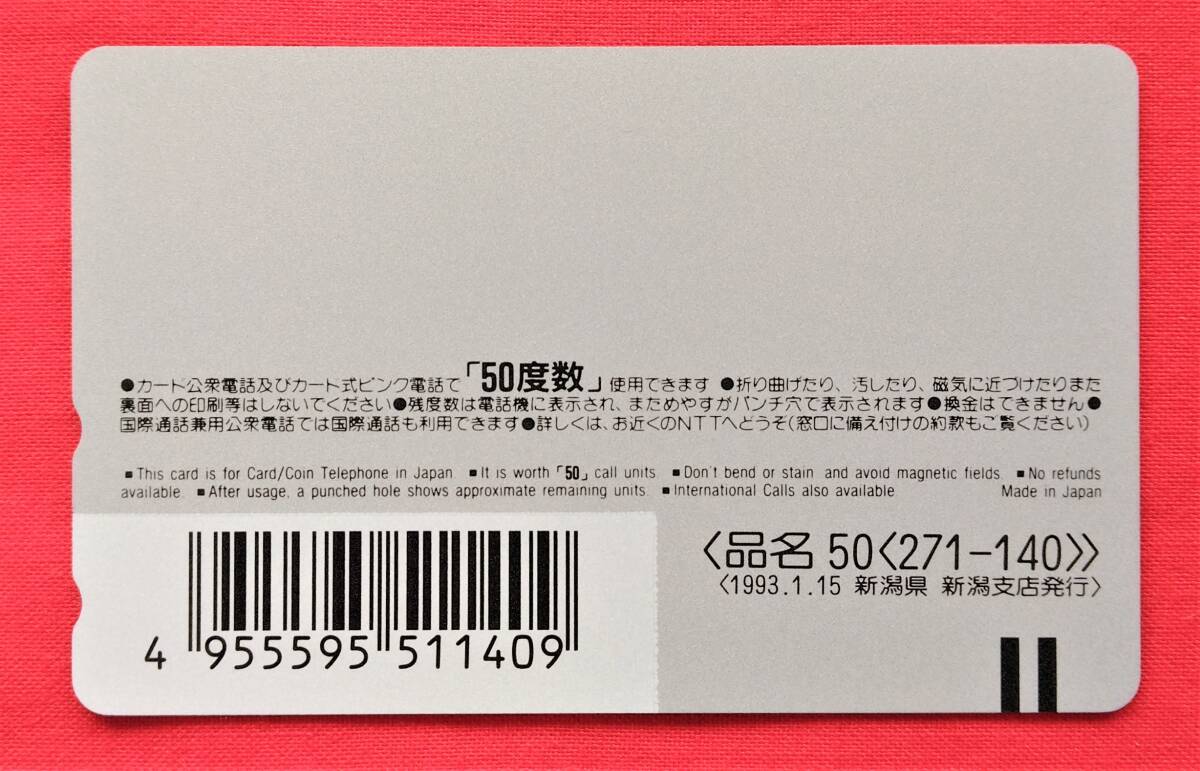 ●カード公衆電話及びカード式ピンク電話で「50度数」使用できます ●折り曲げたり、汚したり、磁気に近づけたりまた
裏面への印刷等はしないでください●残度数は電話機に表示され、まためやすがパンチ穴で表示されます●換金はできません●
国際通話兼用公衆電話では国際通話も利用できます●詳しくは、お近くのNTTへどうぞ(窓口に備え付けの約款もご覧ください)
■This card is for Card/Coin Telephone in Japan ■It is worth「50」call units ■Don't bend or stain and avoid magnetic fields ■No refunds
available. ■After usage, a punched hole shows approximate remaining units. ■International Calls also available Made in Japan
〈品名 50〈271-140〉〉
〈1993.1.15 新潟県 新潟支店発行〉
4 955595 511409